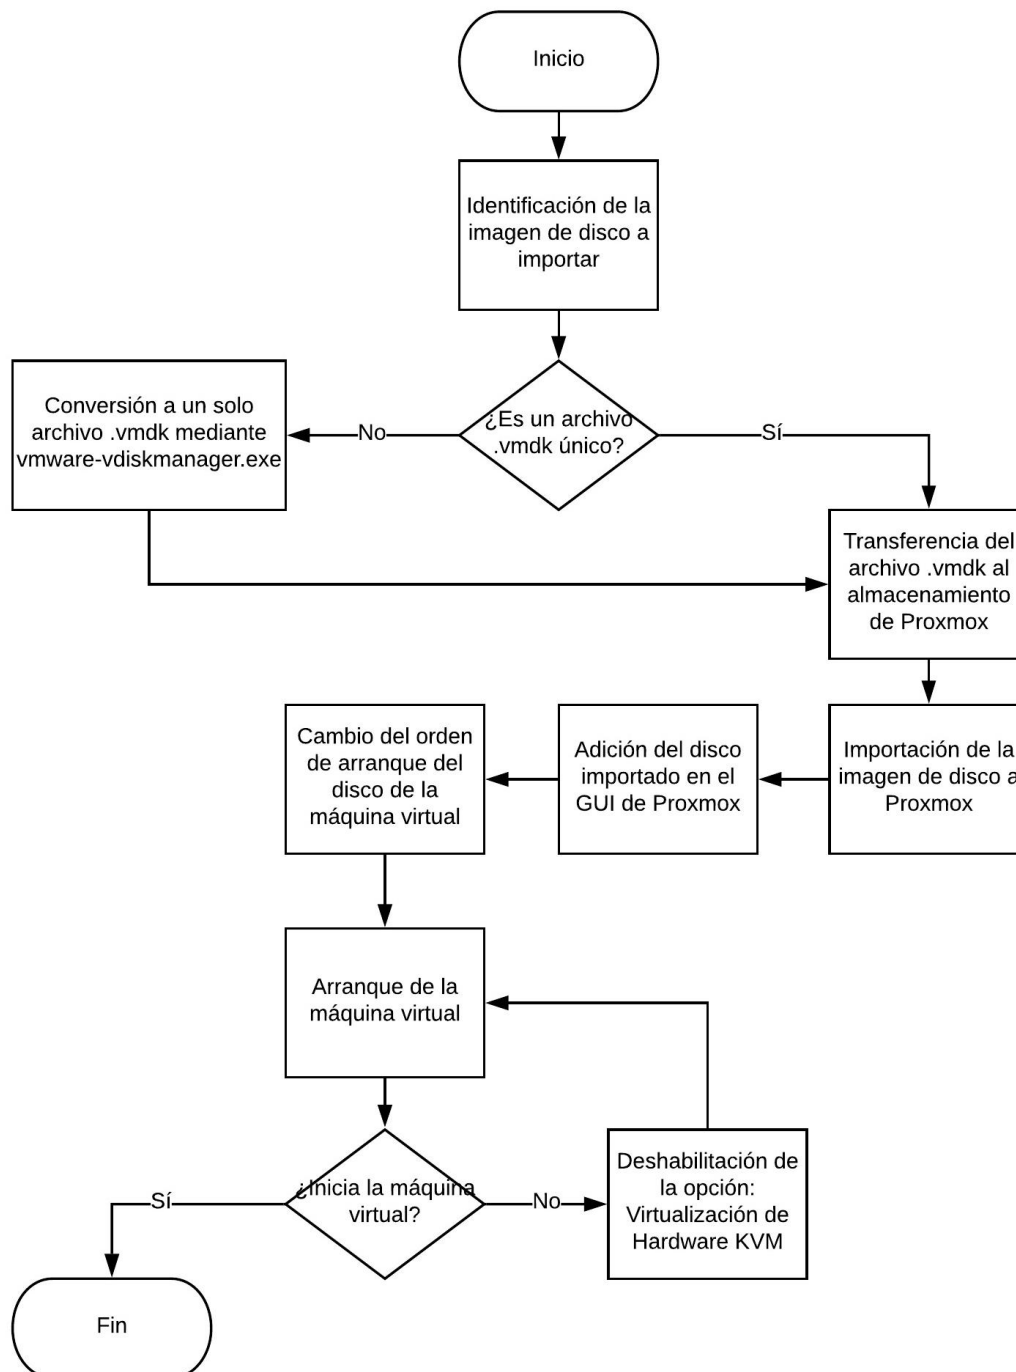 Inicio
Identificación de la
imagen de disco a
importar
¿Es un archivo
.vmdk único?
No
Sí
Conversión a un solo
archivo .vmdk mediante
vmware-vdiskmanager.exe
Transferencia del
archivo .vmdk al
almacenamiento
de Proxmox
Importación de la
imagen de disco a
Proxmox
Adición del disco
importado en el
GUI de Proxmox
Cambio del orden
de arranque del
disco de la
máquina virtual
Arranque de la
máquina virtual
¿Inicia la máquina
virtual?
Sí
No
Deshabilitación de
la opción:
Virtualización de
Hardware KVM
Fin